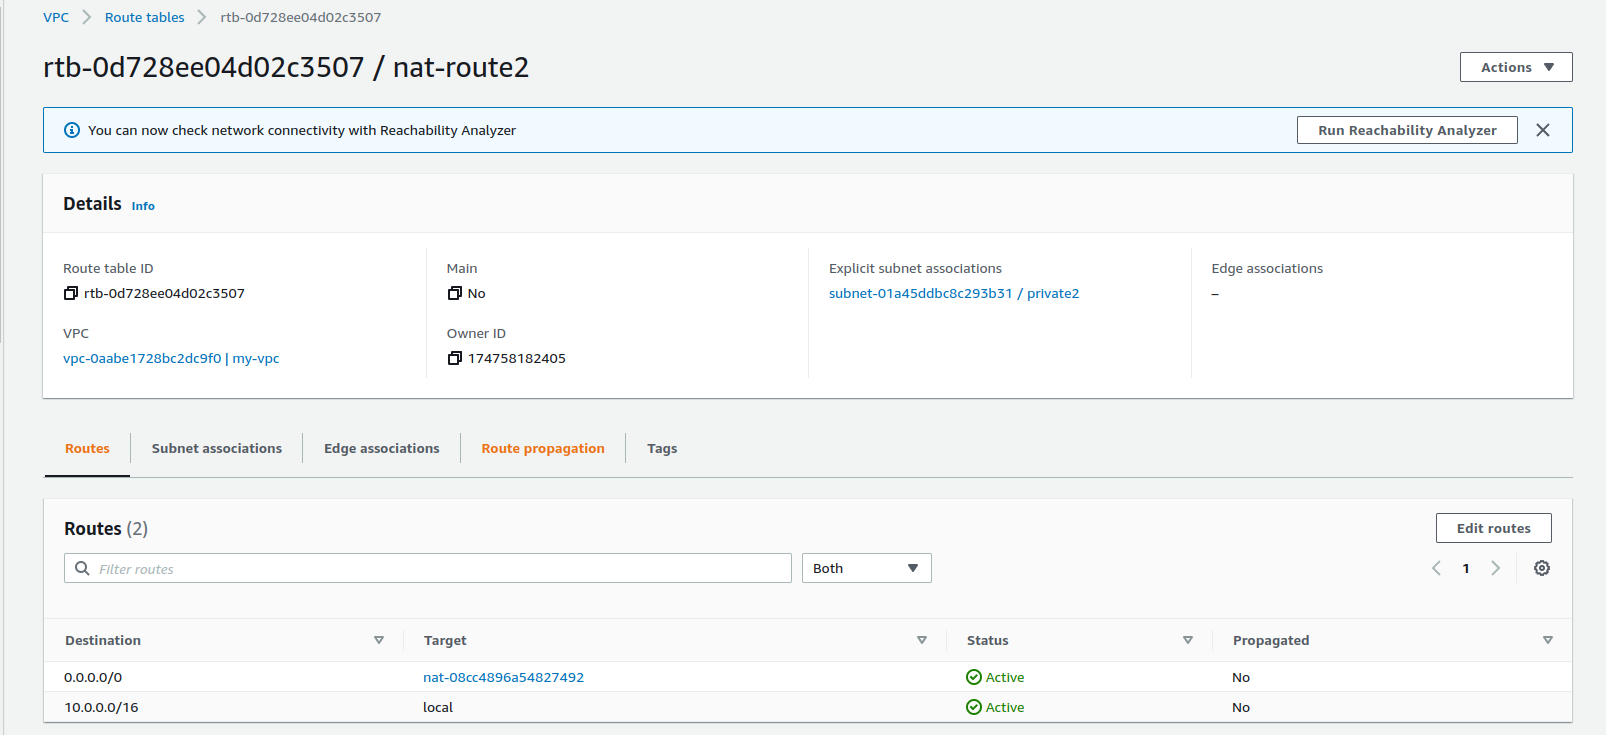 VPC > Route tables > rtb-0d728ee04d02c3507
rtb-0d728ee04d02c3507 / nat-route2
Actions
You can now check network connectivity with Reachability Analyzer
Run Reachability Analyzer
Details Info
Route table ID
rtb-0d728ee04d02c3507
Main
No
Explicit subnet associations
subnet-01a45ddbc8c293b31 / private2
Edge associations
–
VPC
vpc-0aabe1728bc2dc9f0 | my-vpc
Owner ID
174758182405
Routes Subnet associations Edge associations Route propagation Tags
Routes (2)
Edit routes
Filter routes
Both
1
Destination Target Status Propagated
0.0.0.0/0 nat-08cc4896a54827492 Active No
10.0.0.0/16 local Active No